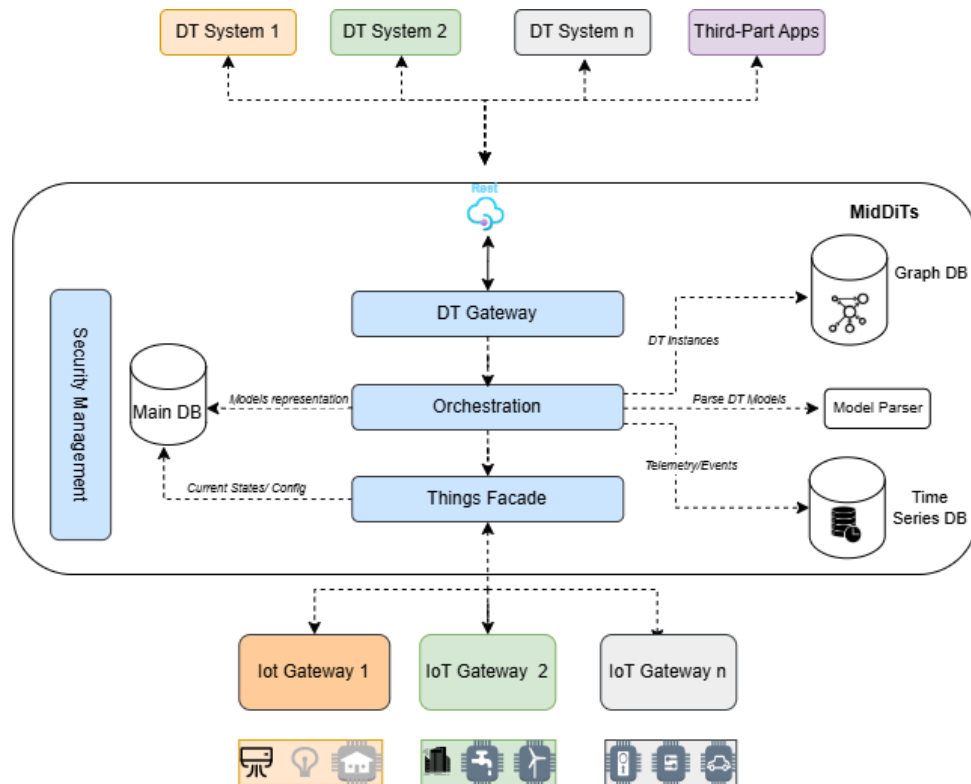 DT System 1
DT System 2
DT System n
Third-Part Apps
Rest
MidDiTs
Graph DB
DT Gateway
DT Instances
Security Management
Main DB
Models representation
Orchestration
Parse DT Models
Model Parser
Telemetry/Events
Current States/ Config
Things Facade
Time
Series DB
Iot Gateway 1
IoT Gateway 2
IoT Gateway n